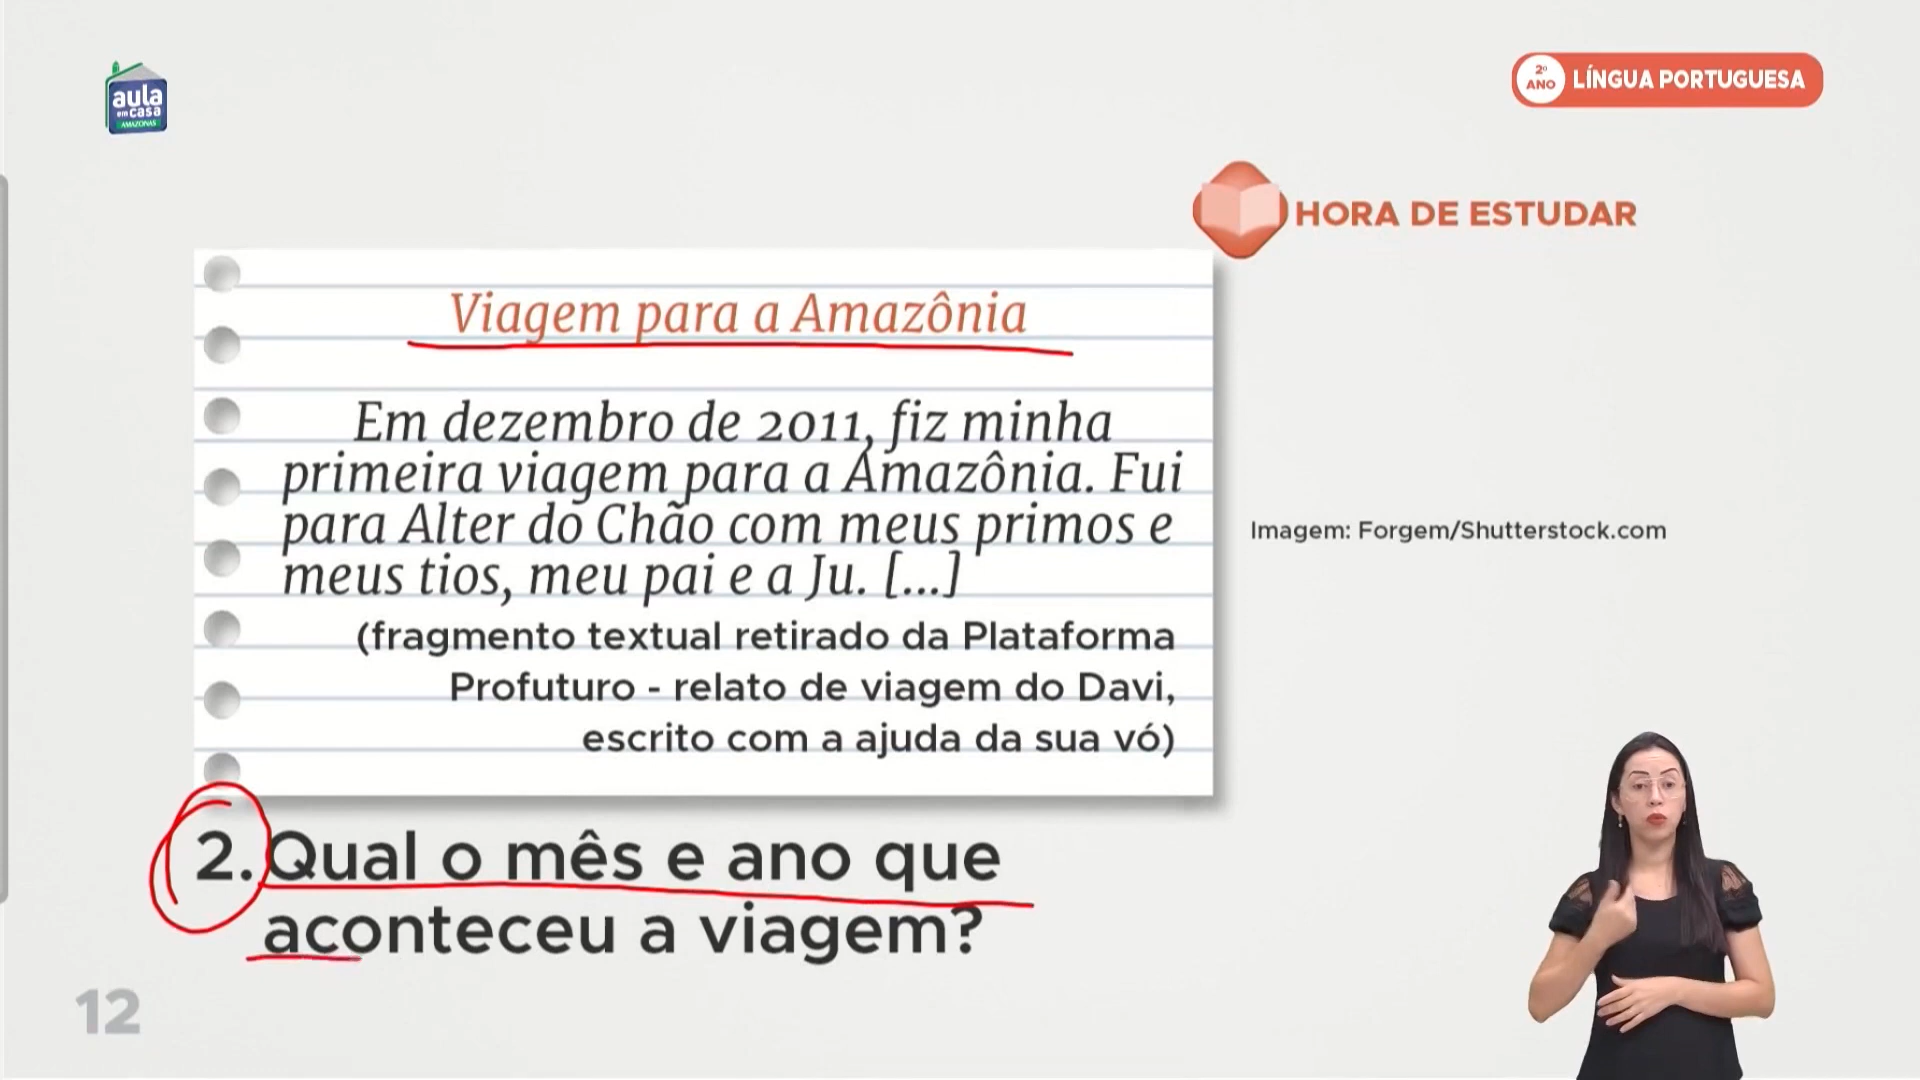 aula
em casa
AMAZONAS
2º
ANO
LÍNGUA PORTUGUESA
HORA DE ESTUDAR
Viagem para a Amazônia
Em dezembro de 2011, fiz minha
primeira viagem para a Amazônia. Fui
para Alter do Chão com meus primos e
meus tios, meu pai e a Ju. [...]
(fragmento textual retirado da Plataforma
Profuturo - relato de viagem do Davi,
escrito com a ajuda da sua vó)
Imagem: Forgem/Shutterstock.com
2. Qual o mês e ano que
aconteceu a viagem?
12